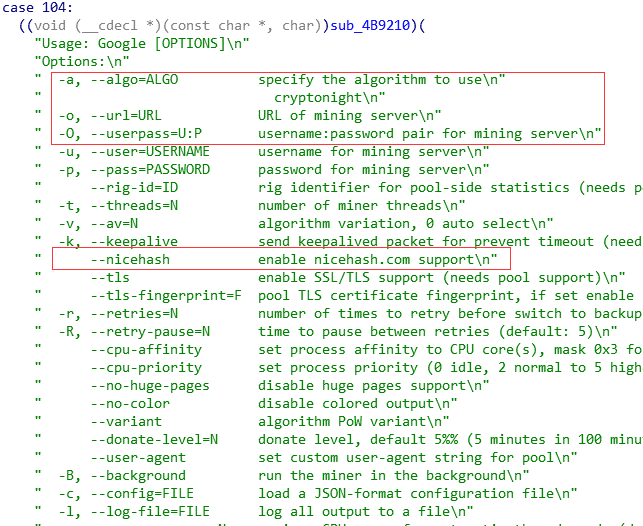 case 104:
((void (__cdecl *)(const char *, char))sub_4B9210)(
"Usage: Google [OPTIONS]\n"
"Options:\n"
" -a, --algo=ALGO specify the algorithm to use\n"
" cryptonight\n"
" -o, --url=URL URL of mining server\n"
" -O, --userpass=U:P username:password pair for mining server\n"
" -u, --user=USERNAME username for mining server\n"
" -p, --pass=PASSWORD password for mining server\n"
" --rig-id=ID rig identifier for pool-side statistics (needs p
" -t, --threads=N number of miner threads\n"
" -v, --av=N algorithm variation, 0 auto select\n"
" -k, --keepalive send keepalived packet for prevent timeout (need
" --nicehash enable nicehash.com support\n"
" --tls enable SSL/TLS support (needs pool support)\n"
" --tls-fingerprint=F pool TLS certificate fingerprint, if set enable
" -r, --retries=N number of times to retry before switch to backup
" -R, --retry-pause=N time to pause between retries (default: 5)\n"
" --cpu-affinity set process affinity to CPU core(s), mask 0x3 fo
" --cpu-priority set process priority (0 idle, 2 normal to 5 high
" --no-huge-pages disable huge pages support\n"
" --no-color disable colored output\n"
" --variant algorithm PoW variant\n"
" --donate-level=N donate level, default 5%% (5 minutes in 100 minu
" --user-agent set custom user-agent string for pool\n"
" -B, --background run the miner in the background\n"
" -c, --config=FILE load a JSON-format configuration file\n"
" -l, --log-file=FILE log all output to a file\n"